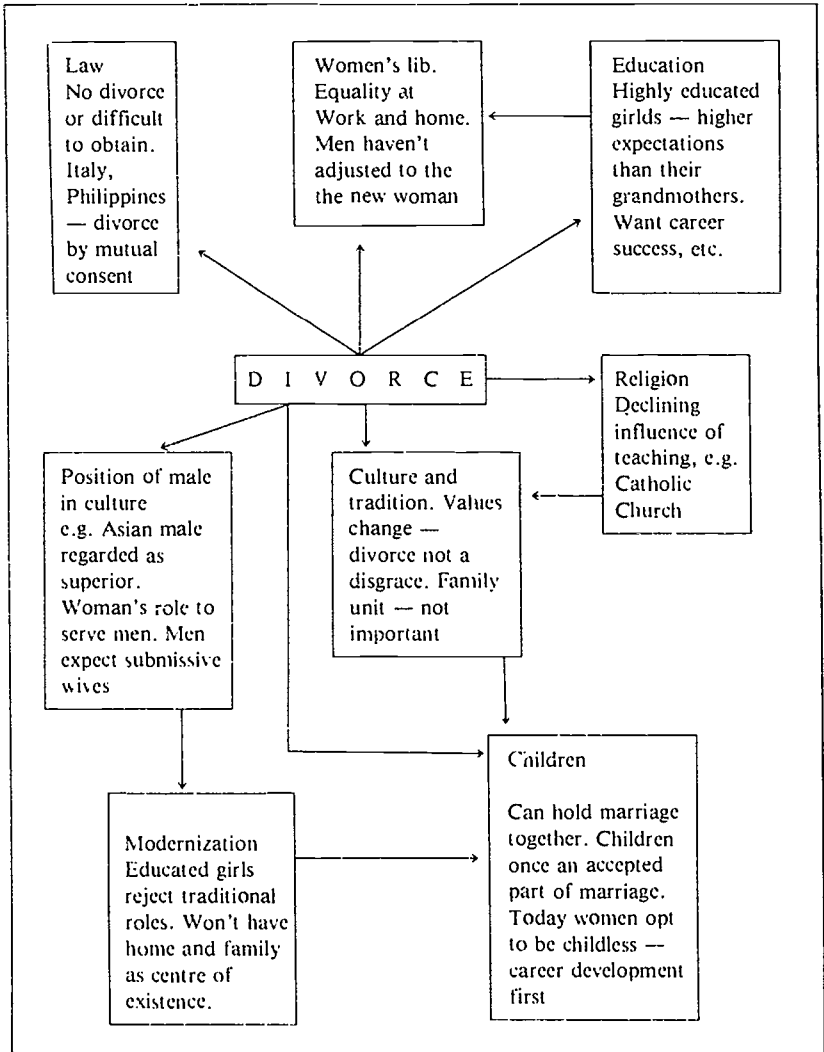 Law
No divorce
or difficult
to obtain.
Italy,
Philippines
— divorce
by mutual
consent
Women's lib.
Equality at
Work and home.
Men haven't
adjusted to the
the new woman
Education
Highly educated
girlds — higher
expectations
than their
grandmothers.
Want career
success, etc.
D I V O R C E
Religion
Declining
influence of
teaching, e.g.
Catholic
Church
Position of male
in culture
e.g. Asian male
regarded as
superior.
Woman's role to
serve men. Men
expect submissive
wives
Culture and
tradition. Values
change —
divorce not a
disgrace. Family
unit — not
important
Modernization
Educated girls
reject traditional
roles. Won't have
home and family
as centre of
existence.
Children
Can hold marriage
together. Children
once an accepted
part of marriage.
Today women opt
to be childless —
career development
first